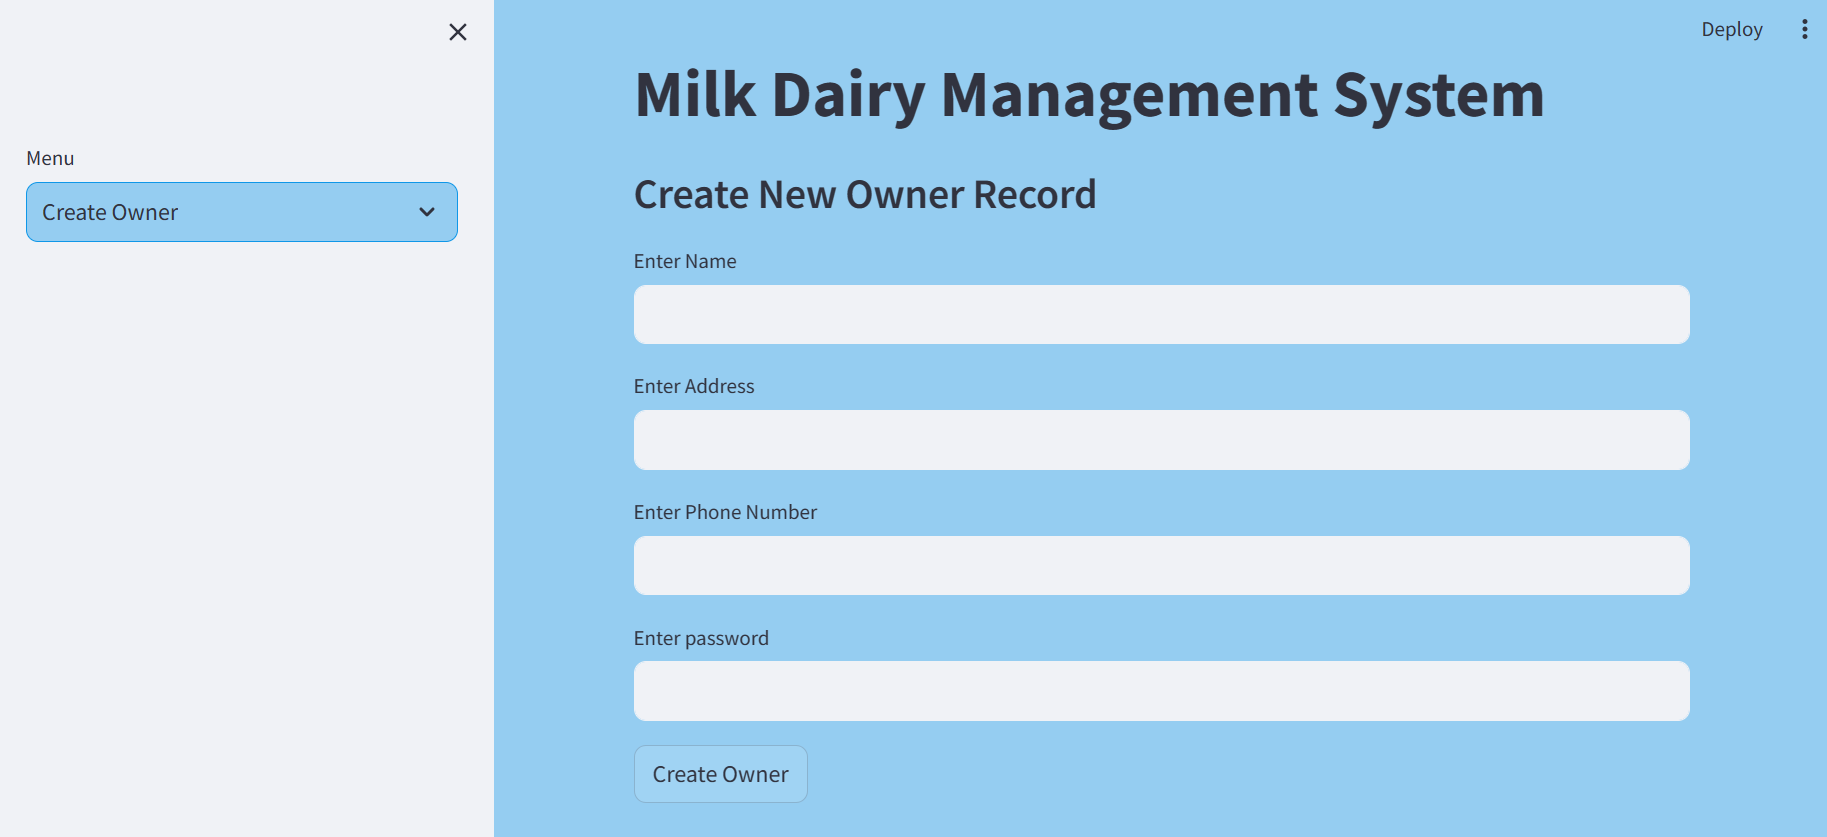 Deploy
Menu
Create Owner
Milk Dairy Management System
Create New Owner Record
Enter Name
Enter Address
Enter Phone Number
Enter password
Create Owner